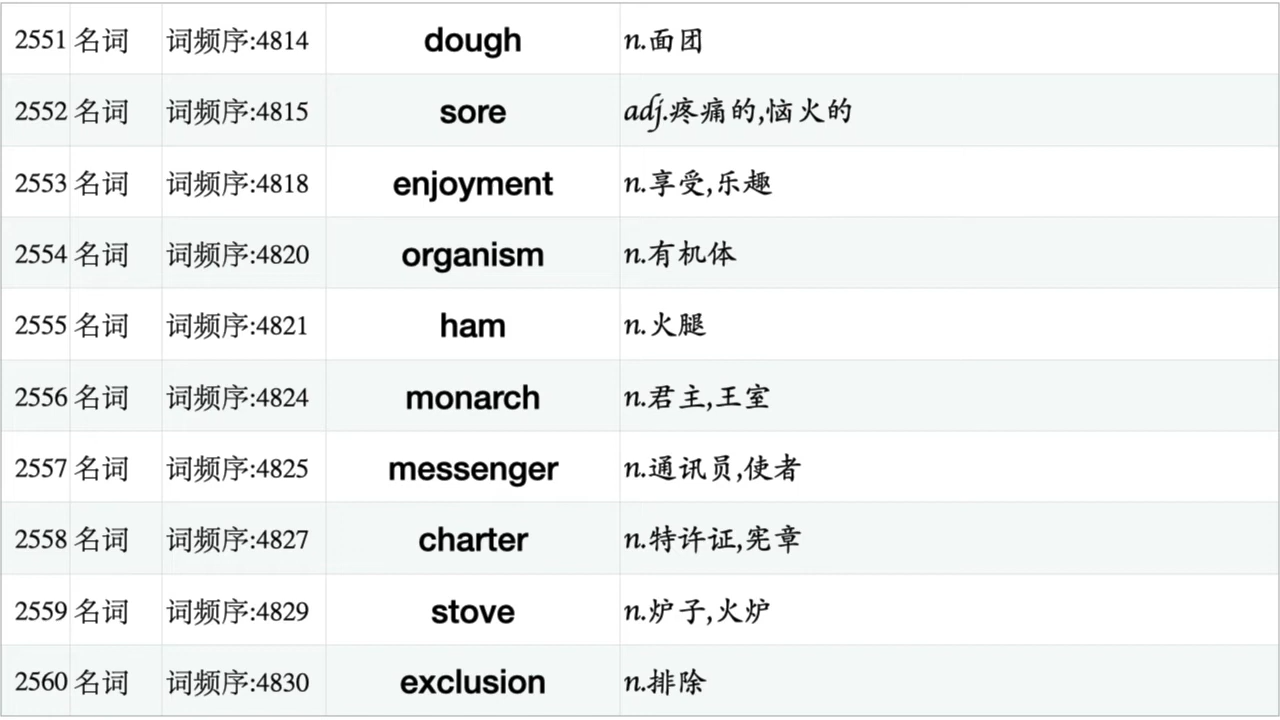 2551 名词 词频序:4814 dough n.面团
2552 名词 词频序:4815 sore adj.疼痛的,恼火的
2553 名词 词频序:4818 enjoyment n.享受,乐趣
2554 名词 词频序:4820 organism n.有机体
2555 名词 词频序:4821 ham n.火腿
2556 名词 词频序:4824 monarch n.君主,王室
2557 名词 词频序:4825 messenger n.通讯员,使者
2558 名词 词频序:4827 charter n.特许证,宪章
2559 名词 词频序:4829 stove n.炉子,火炉
2560 名词 词频序:4830 exclusion n.排除